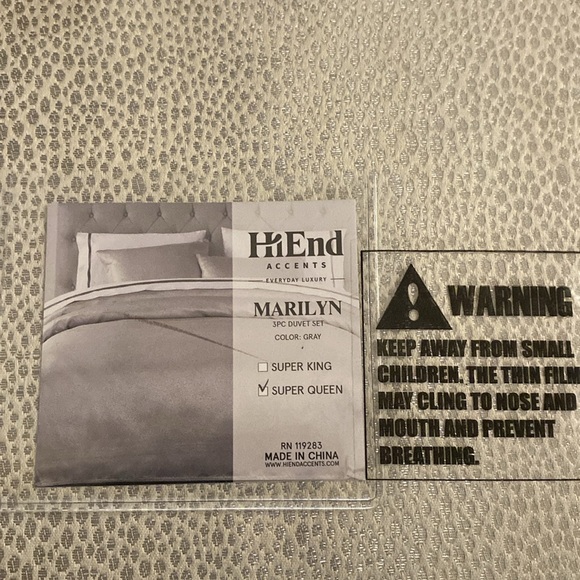 HiEnd
ACCENTS
EVERYDAY LUXURY
MARILYN
3PC DUVET SET
COLOR: GRAY
SUPER KING
SUPER QUEEN
RN 119283
MADE IN CHINA
WWW.HIENDACCENTS.COM
WARNING
KEEP AWAY FROM SMALL
CHILDREN. THE THIN FILM
MAY CLING TO NOSE AND
MOUTH AND PREVENT
BREATHING.